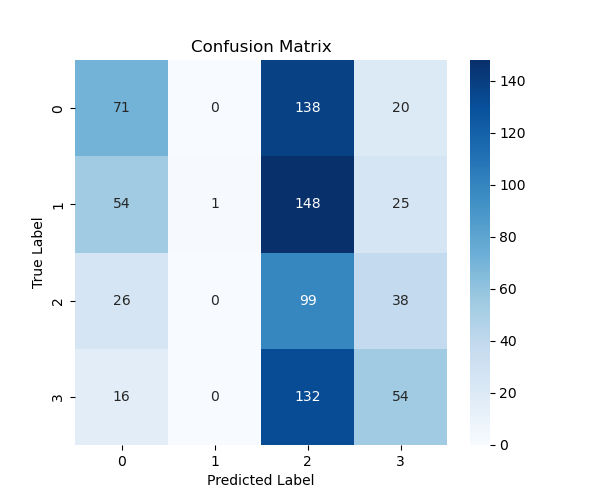 Confusion Matrix
True Label
0 71 0 138 20
1 54 1 148 25
2 26 0 99 38
3 16 0 132 54
0 1 2 3
Predicted Label
140
120
100
80
60
40
20
0